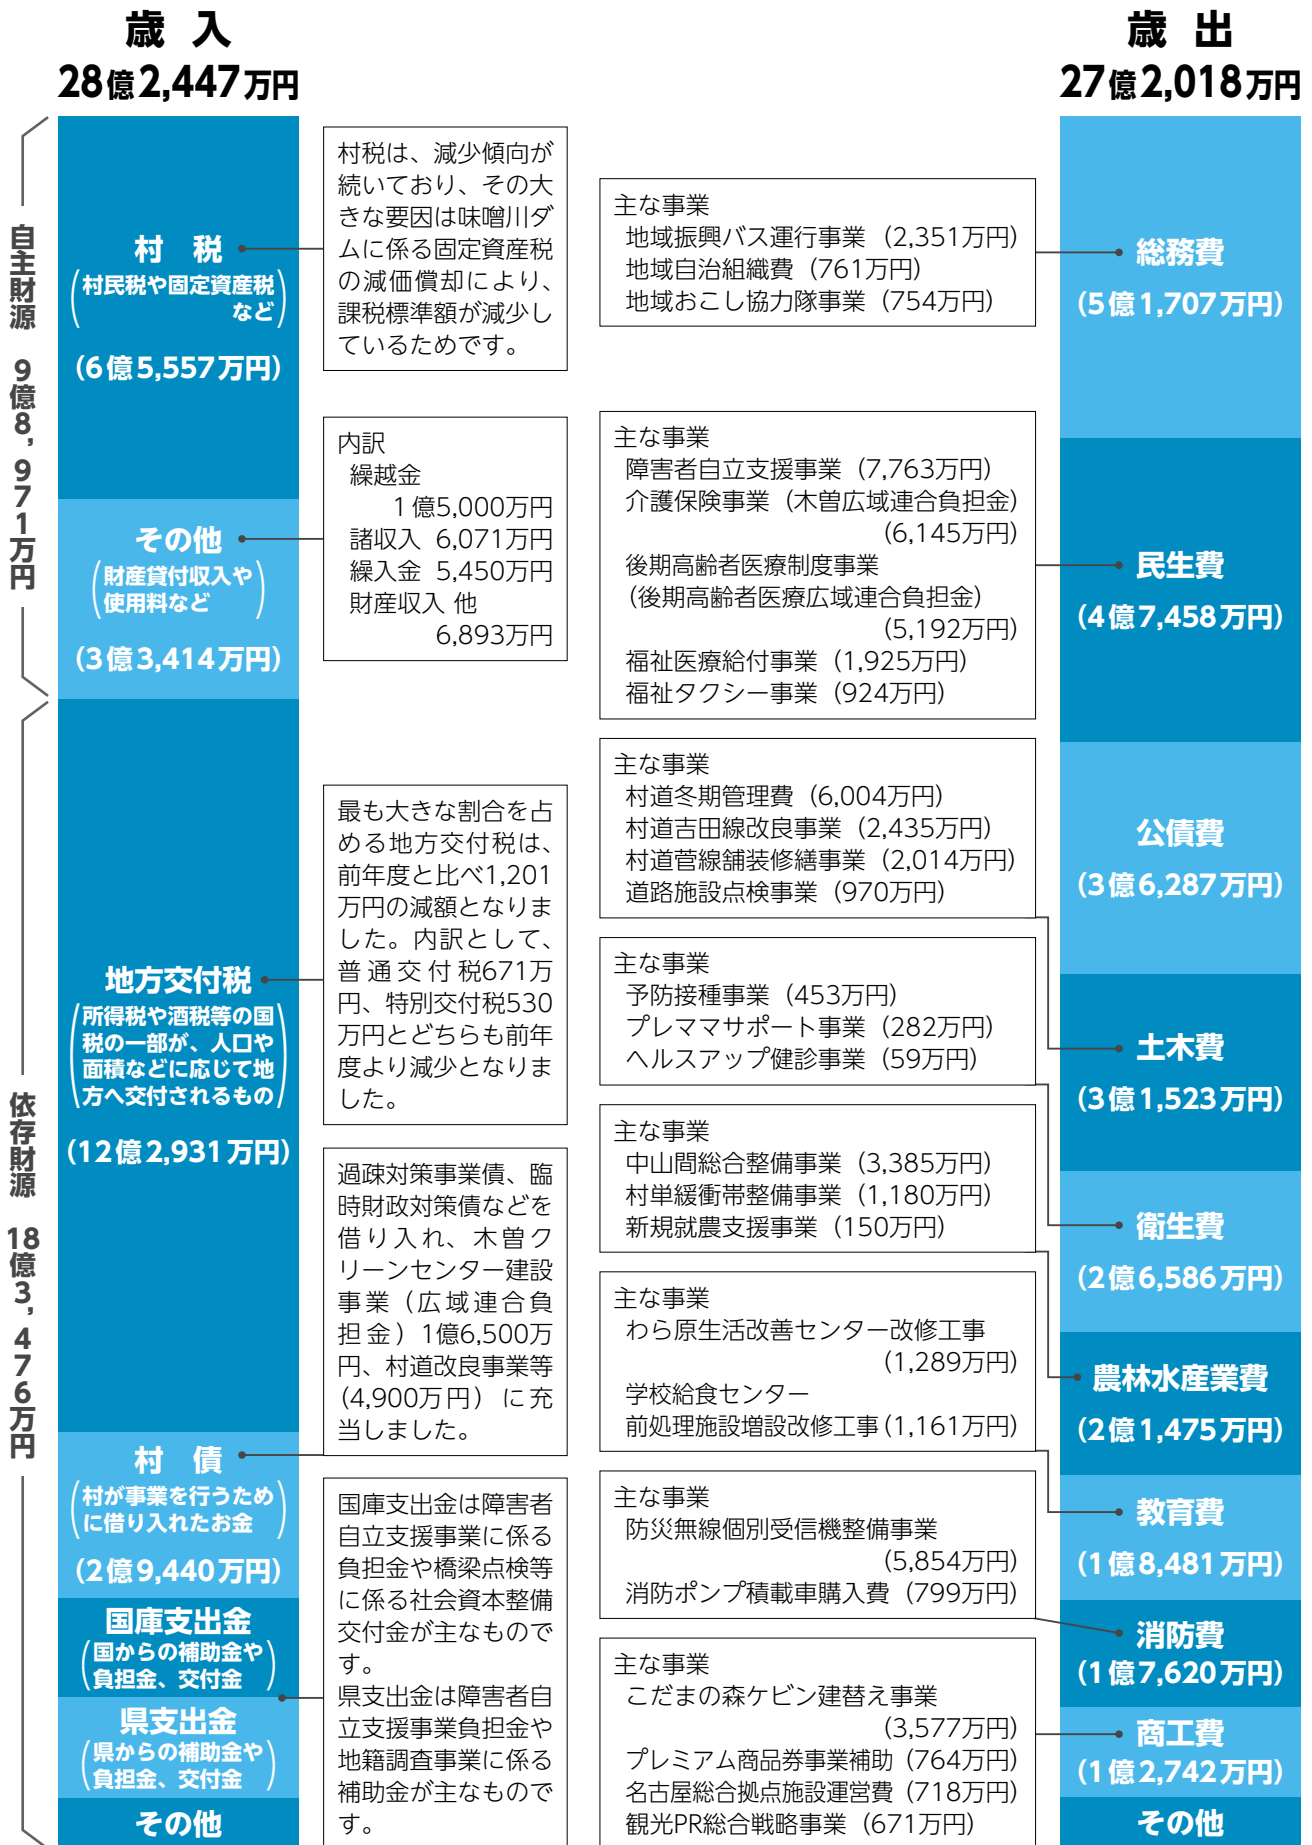 歳入
28億2,447万円
自主財源 9億8,971万円
村税
村民税や固定資産税
など
(6億5,557万円)
その他
財産貸付収入や
使用料など
(3億3,414万円)
依存財源 18億3,476万円
地方交付税
所得税や酒税等の国
税の一部が、人口や
面積などに応じて地
方へ交付されるもの
(12億2,931万円)
村債
(村が事業を行うため
に借り入れたお金)
(2億9,440万円)
国庫支出金
(国からの補助金や
負担金、交付金)
県支出金
(県からの補助金や
負担金、交付金)
その他
村税は、減少傾向が
続いており、その大
きな要因は味噌川ダ
ムに係る固定資産税
の減価償却により、
課税標準額が減少し
ているためです。
内訳
繰越金
1億5,000万円
諸収入 6,071万円
繰入金 5,450万円
財産収入 他
6,893万円
最も大きな割合を占
める地方交付税は、
前年度と比べ1,201
万円の減額となりま
した。内訳として、
普通交付税671万
円、特別交付税530
万円とどちらも前年
度より減少となりま
した。
過疎対策事業債、臨
時財政対策債などを
借り入れ、木曽ク
リーンセンター建設
事業(広域連合負
担金)1億6,500万
円、村道改良事業等
(4,900万円)に充
当しました。
国庫支出金は障害者
自立支援事業に係る
負担金や橋梁点検等
に係る社会資本整備
交付金が主なもので
す。
県支出金は障害者自
立支援事業負担金や
地籍調査事業に係る
補助金が主なもので
す。
主な事業
地域振興バス運行事業(2,351万円)
地域自治組織費(761万円)
地域おこし協力隊事業(754万円)
主な事業
障害者自立支援事業(7,763万円)
介護保険事業(木曽広域連合負担金)
(6,145万円)
後期高齢者医療制度事業
(後期高齢者医療広域連合負担金)
(5,192万円)
福祉医療給付事業(1,925万円)
福祉タクシー事業(924万円)
主な事業
村道冬期管理費(6,004万円)
村道吉田線改良事業(2,435万円)
村道菅線舗装修繕事業(2,014万円)
道路施設点検事業(970万円)
主な事業
予防接種事業(453万円)
プレママサポート事業(282万円)
ヘルスアップ健診事業(59万円)
主な事業
中山間総合整備事業(3,385万円)
村単緩衝帯整備事業(1,180万円)
新規就農支援事業(150万円)
主な事業
わら原生活改善センター改修工事
(1,289万円)
学校給食センター
前処理施設増設改修工事(1,161万円)
主な事業
防災無線個別受信機整備事業
(5,854万円)
消防ポンプ積載車購入費(799万円)
主な事業
こだまの森ケビン建替え事業
(3,577万円)
プレミアム商品券事業補助(764万円)
名古屋総合拠点施設運営費(718万円)
観光PR総合戦略事業(671万円)
歳出
27億2,018万円
総務費
(5億1,707万円)
民生費
(4億7,458万円)
公債費
(3億6,287万円)
土木費
(3億1,523万円)
衛生費
(2億6,586万円)
農林水産業費
(2億1,475万円)
教育費
(1億8,481万円)
消防費
(1億7,620万円)
商工費
(1億2,742万円)
その他